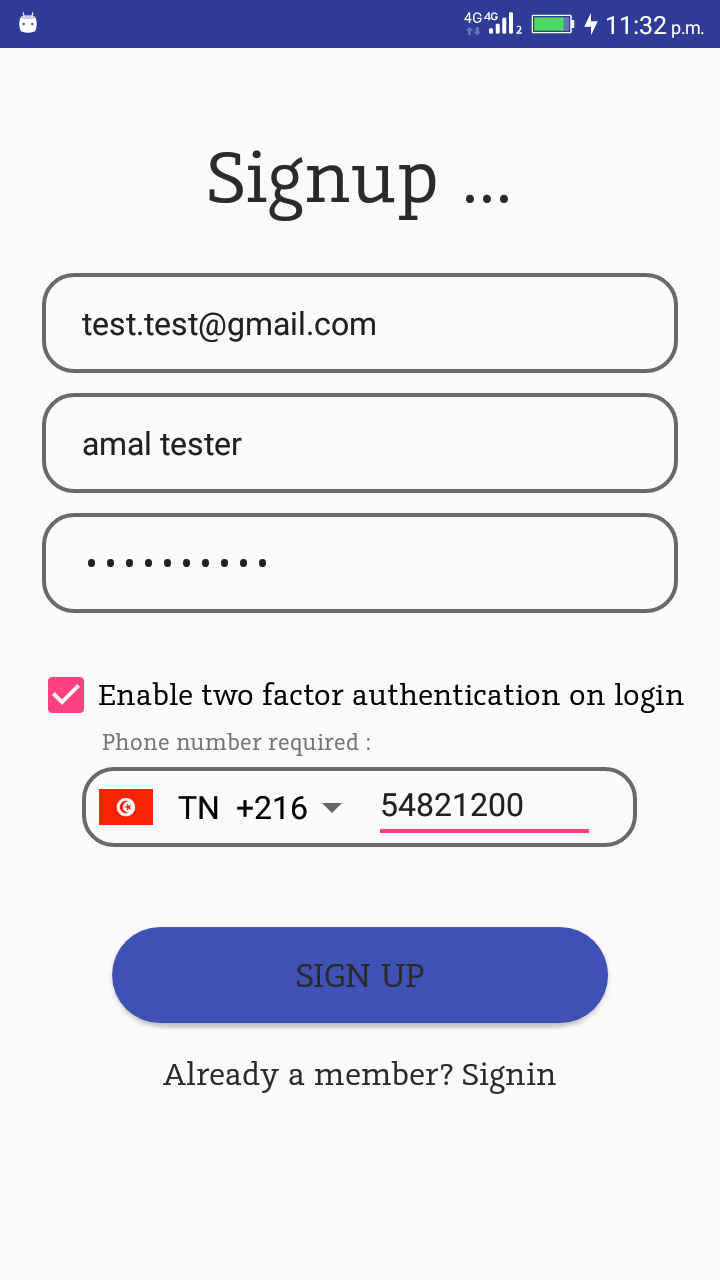 4G 4G 2 11:32 p.m.
Signup ...
test.test@gmail.com
amal tester
••••••••••
Enable two factor authentication on login
Phone number required :
TN +216 54821200
SIGN UP
Already a member? Signin